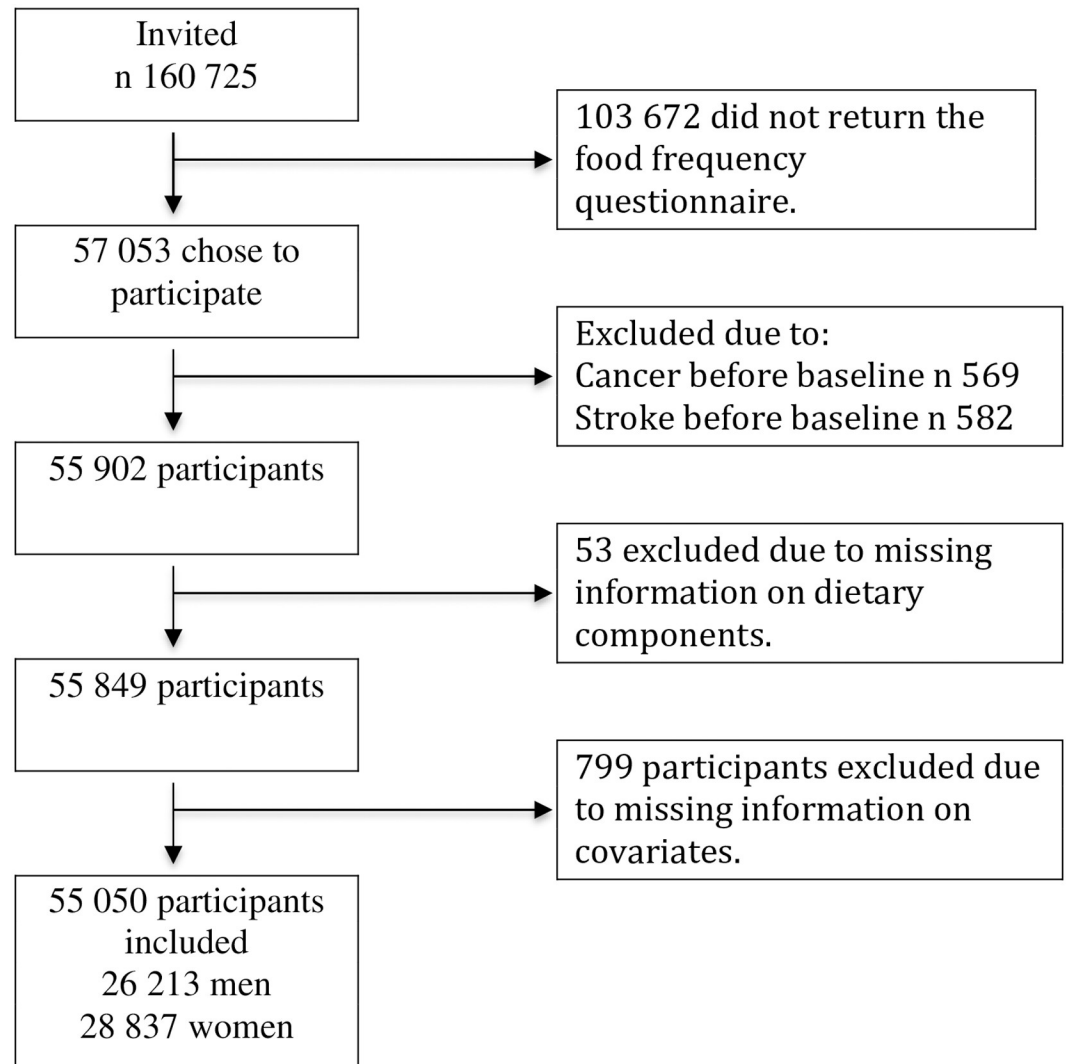 Invited
n 160 725
103 672 did not return the
food frequency
questionnaire.
57 053 chose to
participate
Excluded due to:
Cancer before baseline n 569
Stroke before baseline n 582
55 902 participants
53 excluded due to missing
information on dietary
components.
55 849 participants
799 participants excluded due
to missing information on
covariates.
55 050 participants
included
26 213 men
28 837 women